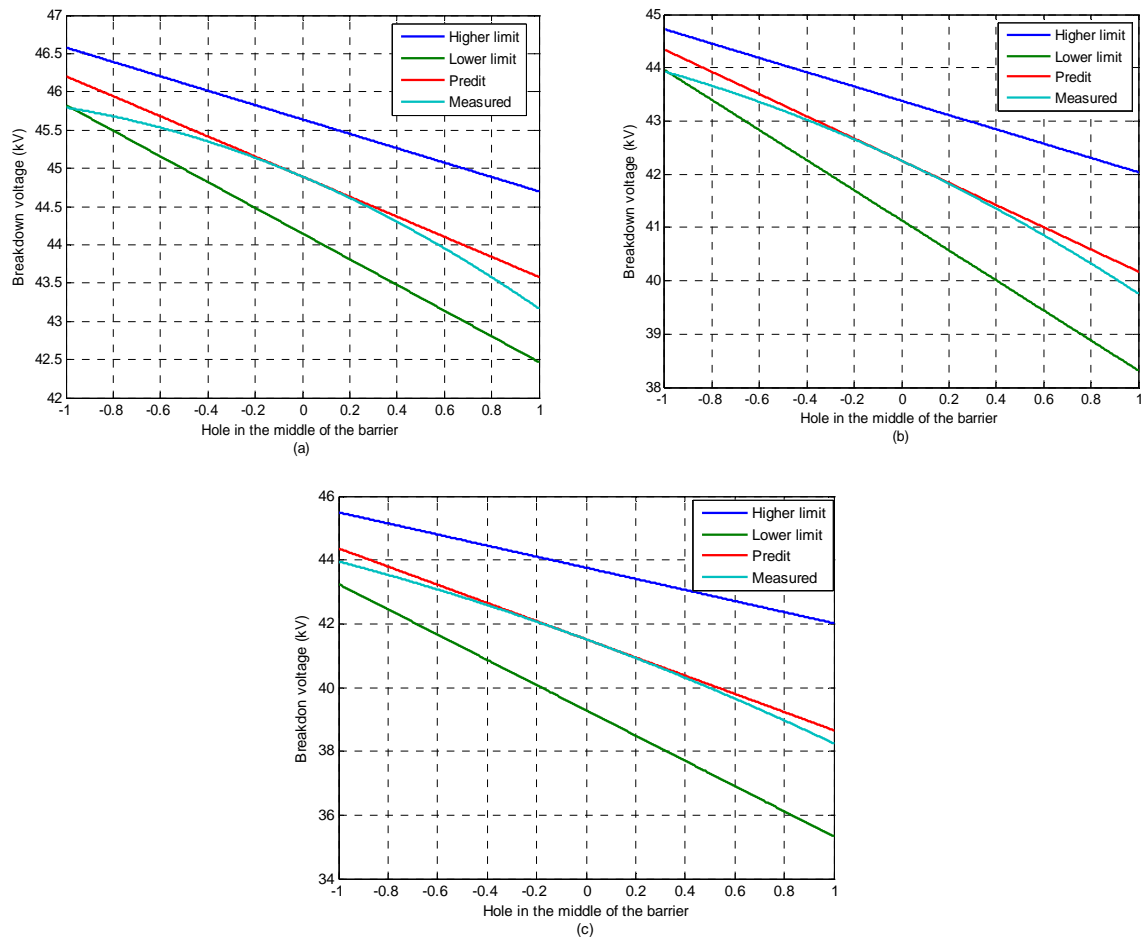 47
46.5
46
45.5
45
44.5
44
43.5
43
42.5
42
Breakdown voltage (kV)
Higher limit
Lower limit
Predit
Measured
-1 -0.8 -0.6 -0.4 -0.2 0 0.2 0.4 0.6 0.8 1
Hole in the middle of the barrier
(a)
45
44
43
42
41
40
39
38
Breakdown voltage (kV)
Higher limit
Lower limit
Predit
Measured
-1 -0.8 -0.6 -0.4 -0.2 0 0.2 0.4 0.6 0.8 1
Hole in the middle of the barrier
(b)
46
44
42
40
38
36
34
Breakdon voltage (kV)
Higher limit
Lower limit
Predit
Measured
-1 -0.8 -0.6 -0.4 -0.2 0 0.2 0.4 0.6 0.8 1
Hole in the middle of the barrier
(c)